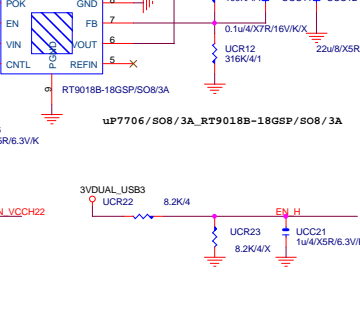 POK
GND
EN
FB
7
0.1u/4/X7R/16V/K/X
VIN
VOUT
6
UCR12
316K/4/1
22u/8/X5R
CNTL
PGND
REFIN
5
9
RT9018B-18GSP/SO8/3A
uP7706/SO8/3A_RT9018B-18GSP/SO8/3A
5R/6.3V/K
3VDUAL_USB3
N_VCCH22
UCR22
8.2K/4
EN_H
UCR23
8.2K/4/X
UCC21
1u/4/X5R/6.3V/